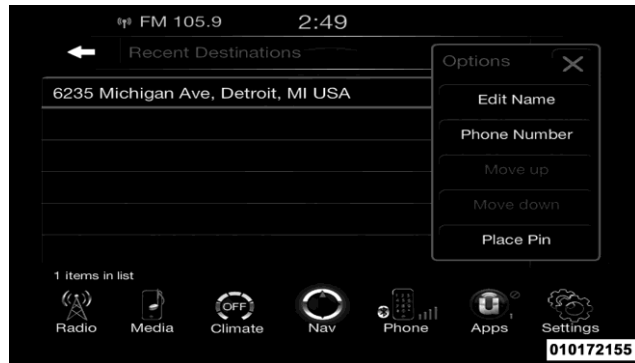 FM 105.9 2:49
Recent Destinations
Options
6235 Michigan Ave, Detroit, MI USA
Edit Name
Phone Number
Move up
Move down
Place Pin
1 items in list
OFF
Radio Media Climate Nav Phone Apps Settings
010172155